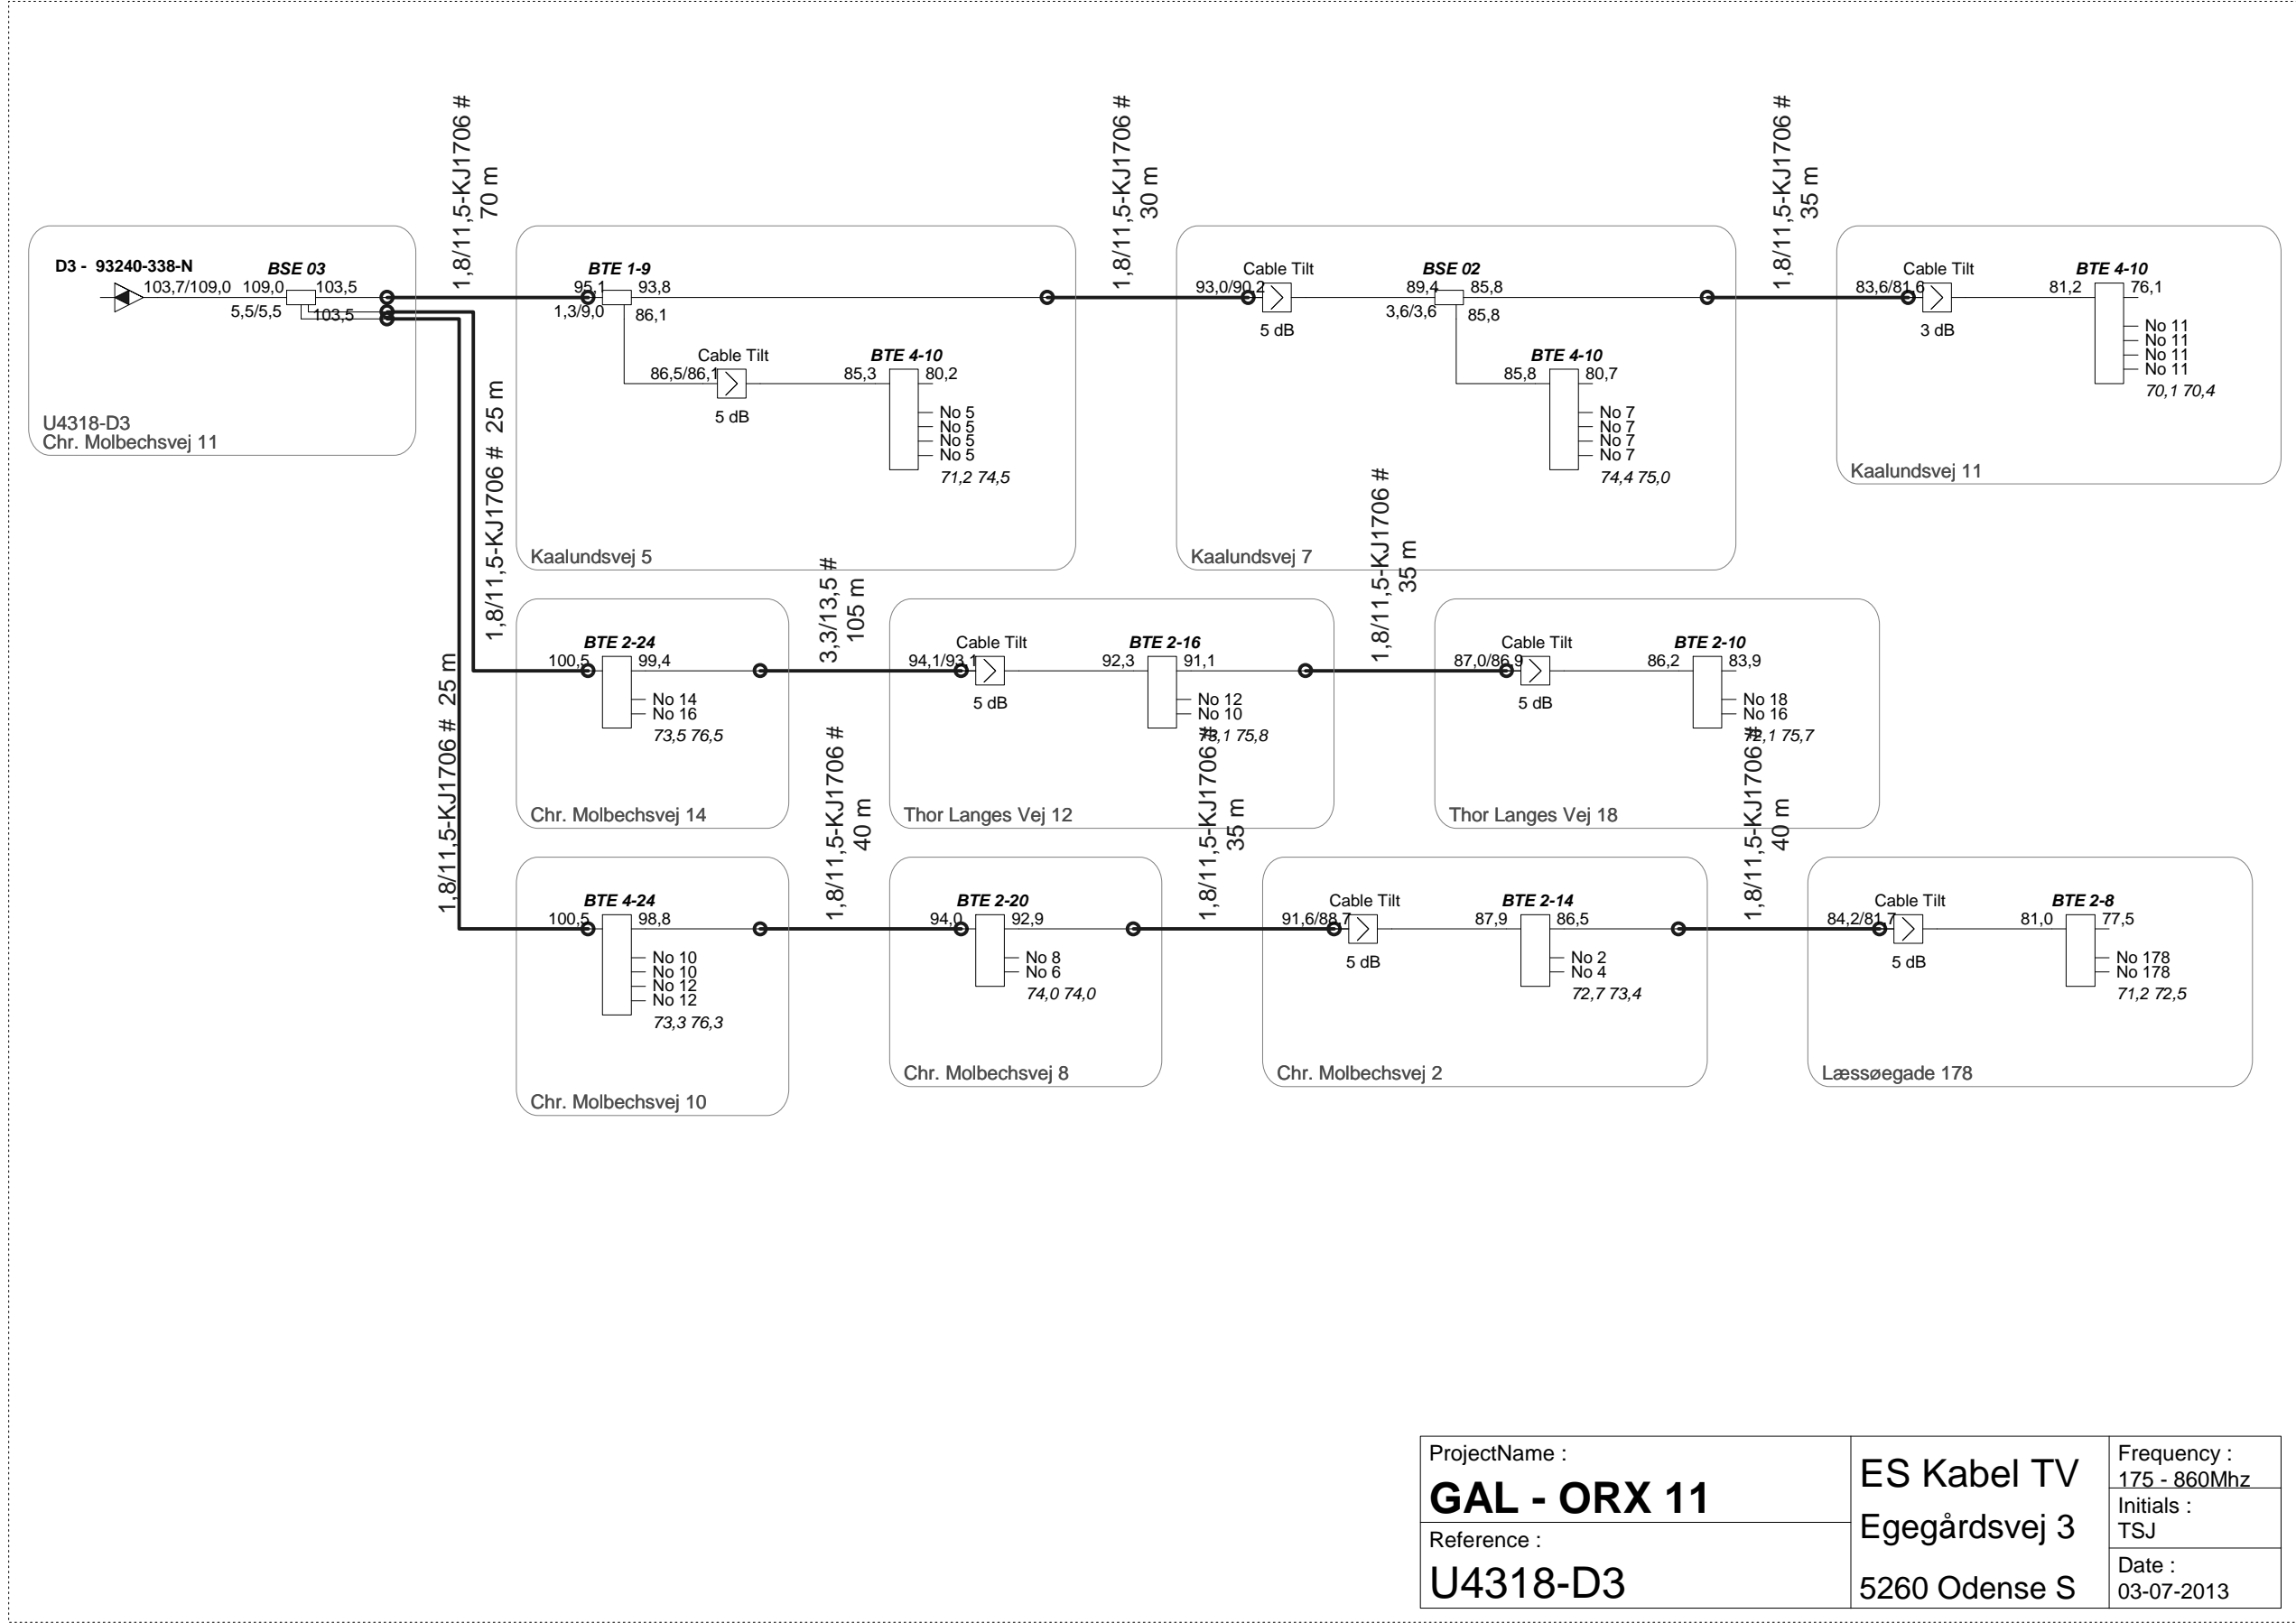 1,8/11,5-KJ1706 #
70 m
1,8/11,5-KJ1706 #
30 m
1,8/11,5-KJ1706 #
35 m
D3 - 93240-338-N
BSE 03
103,7/109,0
109,0
103,5
5,5/5,5
103,5
U4318-D3
Chr. Molbechsvej 11
BTE 1-9
95,1
93,8
1,3/9,0
86,1
Cable Tilt
86,5/86,1
5 dB
BTE 4-10
85,3
80,2
No 5
No 5
No 5
No 5
71,2 74,5
Kaalundsvej 5
Cable Tilt
93,0/90,2
5 dB
BSE 02
89,4
85,8
3,6/3,6
85,8
BTE 4-10
85,8
80,7
No 7
No 7
No 7
No 7
74,4 75,0
Kaalundsvej 7
Cable Tilt
83,6/81,6
3 dB
BTE 4-10
81,2
76,1
No 11
No 11
No 11
No 11
70,1 70,4
Kaalundsvej 11
1,8/11,5-KJ1706 # 25 m
3,3/13,5 #
105 m
1,8/11,5-KJ1706 #
35 m
BTE 2-24
100,5
99,4
No 14
No 16
73,5 76,5
Chr. Molbechsvej 14
Cable Tilt
94,1/93,1
5 dB
BTE 2-16
92,3
91,1
No 12
No 10
73,1 75,8
Thor Langes Vej 12
Cable Tilt
87,0/86,9
5 dB
BTE 2-10
86,2
83,9
No 18
No 16
72,1 75,7
Thor Langes Vej 18
1,8/11,5-KJ1706 # 25 m
1,8/11,5-KJ1706 #
40 m
1,8/11,5-KJ1706 #
35 m
1,8/11,5-KJ1706 #
40 m
BTE 4-24
100,5
98,8
No 10
No 10
No 12
No 12
73,3 76,3
Chr. Molbechsvej 10
BTE 2-20
94,0
92,9
No 8
No 6
74,0 74,0
Chr. Molbechsvej 8
Cable Tilt
91,6/88,7
5 dB
BTE 2-14
87,9
86,5
No 2
No 4
72,7 73,4
Chr. Molbechsvej 2
Cable Tilt
84,2/81,7
5 dB
BTE 2-8
81,0
77,5
No 178
No 178
71,2 72,5
Læssøegade 178
ProjectName :
GAL - ORX 11
Reference :
U4318-D3
ES Kabel TV
Egegårdsvej 3
5260 Odense S
Frequency :
175 - 860Mhz
Initials :
TSJ
Date :
03-07-2013